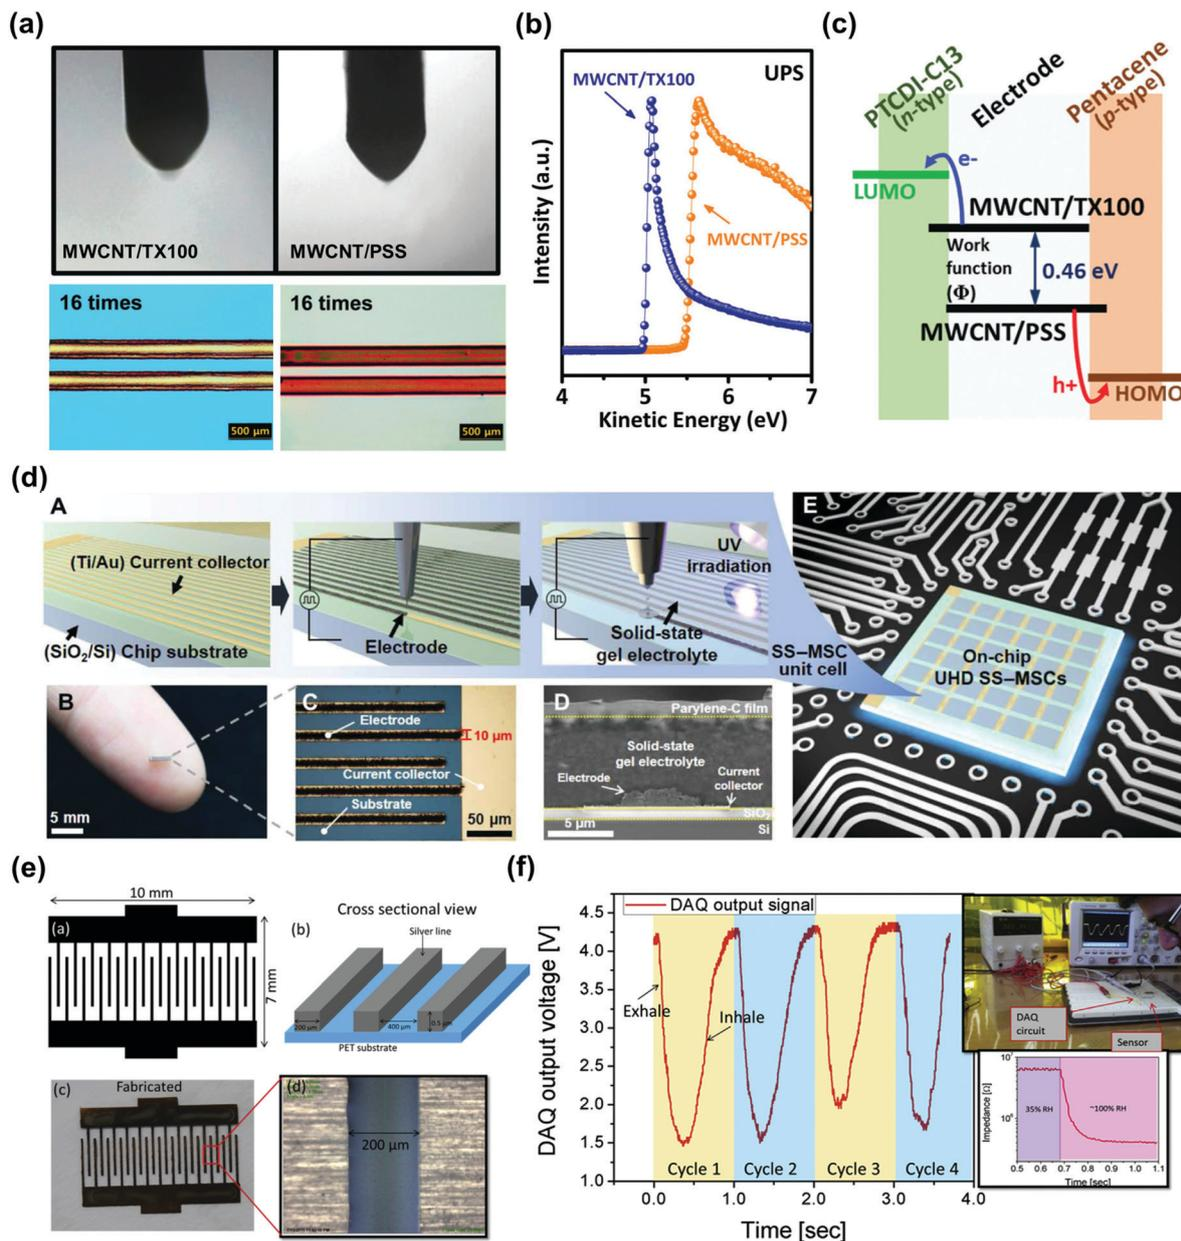 (a)
MWCNT/TX100
MWCNT/PSS
16 times
16 times
500 µm
500 µm
(b)
UPS
MWCNT/TX100
MWCNT/PSS
Intensity (a.u.)
4
5
6
7
Kinetic Energy (eV)
(c)
PTCDI-C13
(n-type)
Electrode
Pentacene
(p-type)
e-
LUMO
MWCNT/TX100
Work
function
(Φ)
0.46 eV
MWCNT/PSS
h+
HOMO
(d)
A
(Ti/Au) Current collector
(SiO2/Si) Chip substrate
Electrode
UV
irradiation
Solid-state
gel electrolyte
SS–MSC
unit cell
E
On-chip
UHD SS–MSCs
B
5 mm
C
Electrode
10 µm
Current collector
Substrate
50 µm
D
Parylene-C film
Solid-state
gel electrolyte
Electrode
Current
collector
SiO2
Si
5 µm
(e)
10 mm
(a)
7 mm
Cross sectional view
(b)
Silver line
200 µm
400 µm
0.5 µm
PET substrate
(c)
Fabricated
(d)
200 µm
(f)
DAQ output signal
DAQ output voltage [V]
4.5
4.0
3.5
3.0
2.5
2.0
1.5
1.0
Exhale
Inhale
Cycle 1
Cycle 2
Cycle 3
Cycle 4
0.0
1.0
2.0
3.0
4.0
Time [sec]
DAQ
circuit
Sensor
Impedance [Ω]
10^7
10^6
35% RH
~100% RH
0.5
0.6
0.7
0.8
0.9
1.0
1.1
Time [sec]